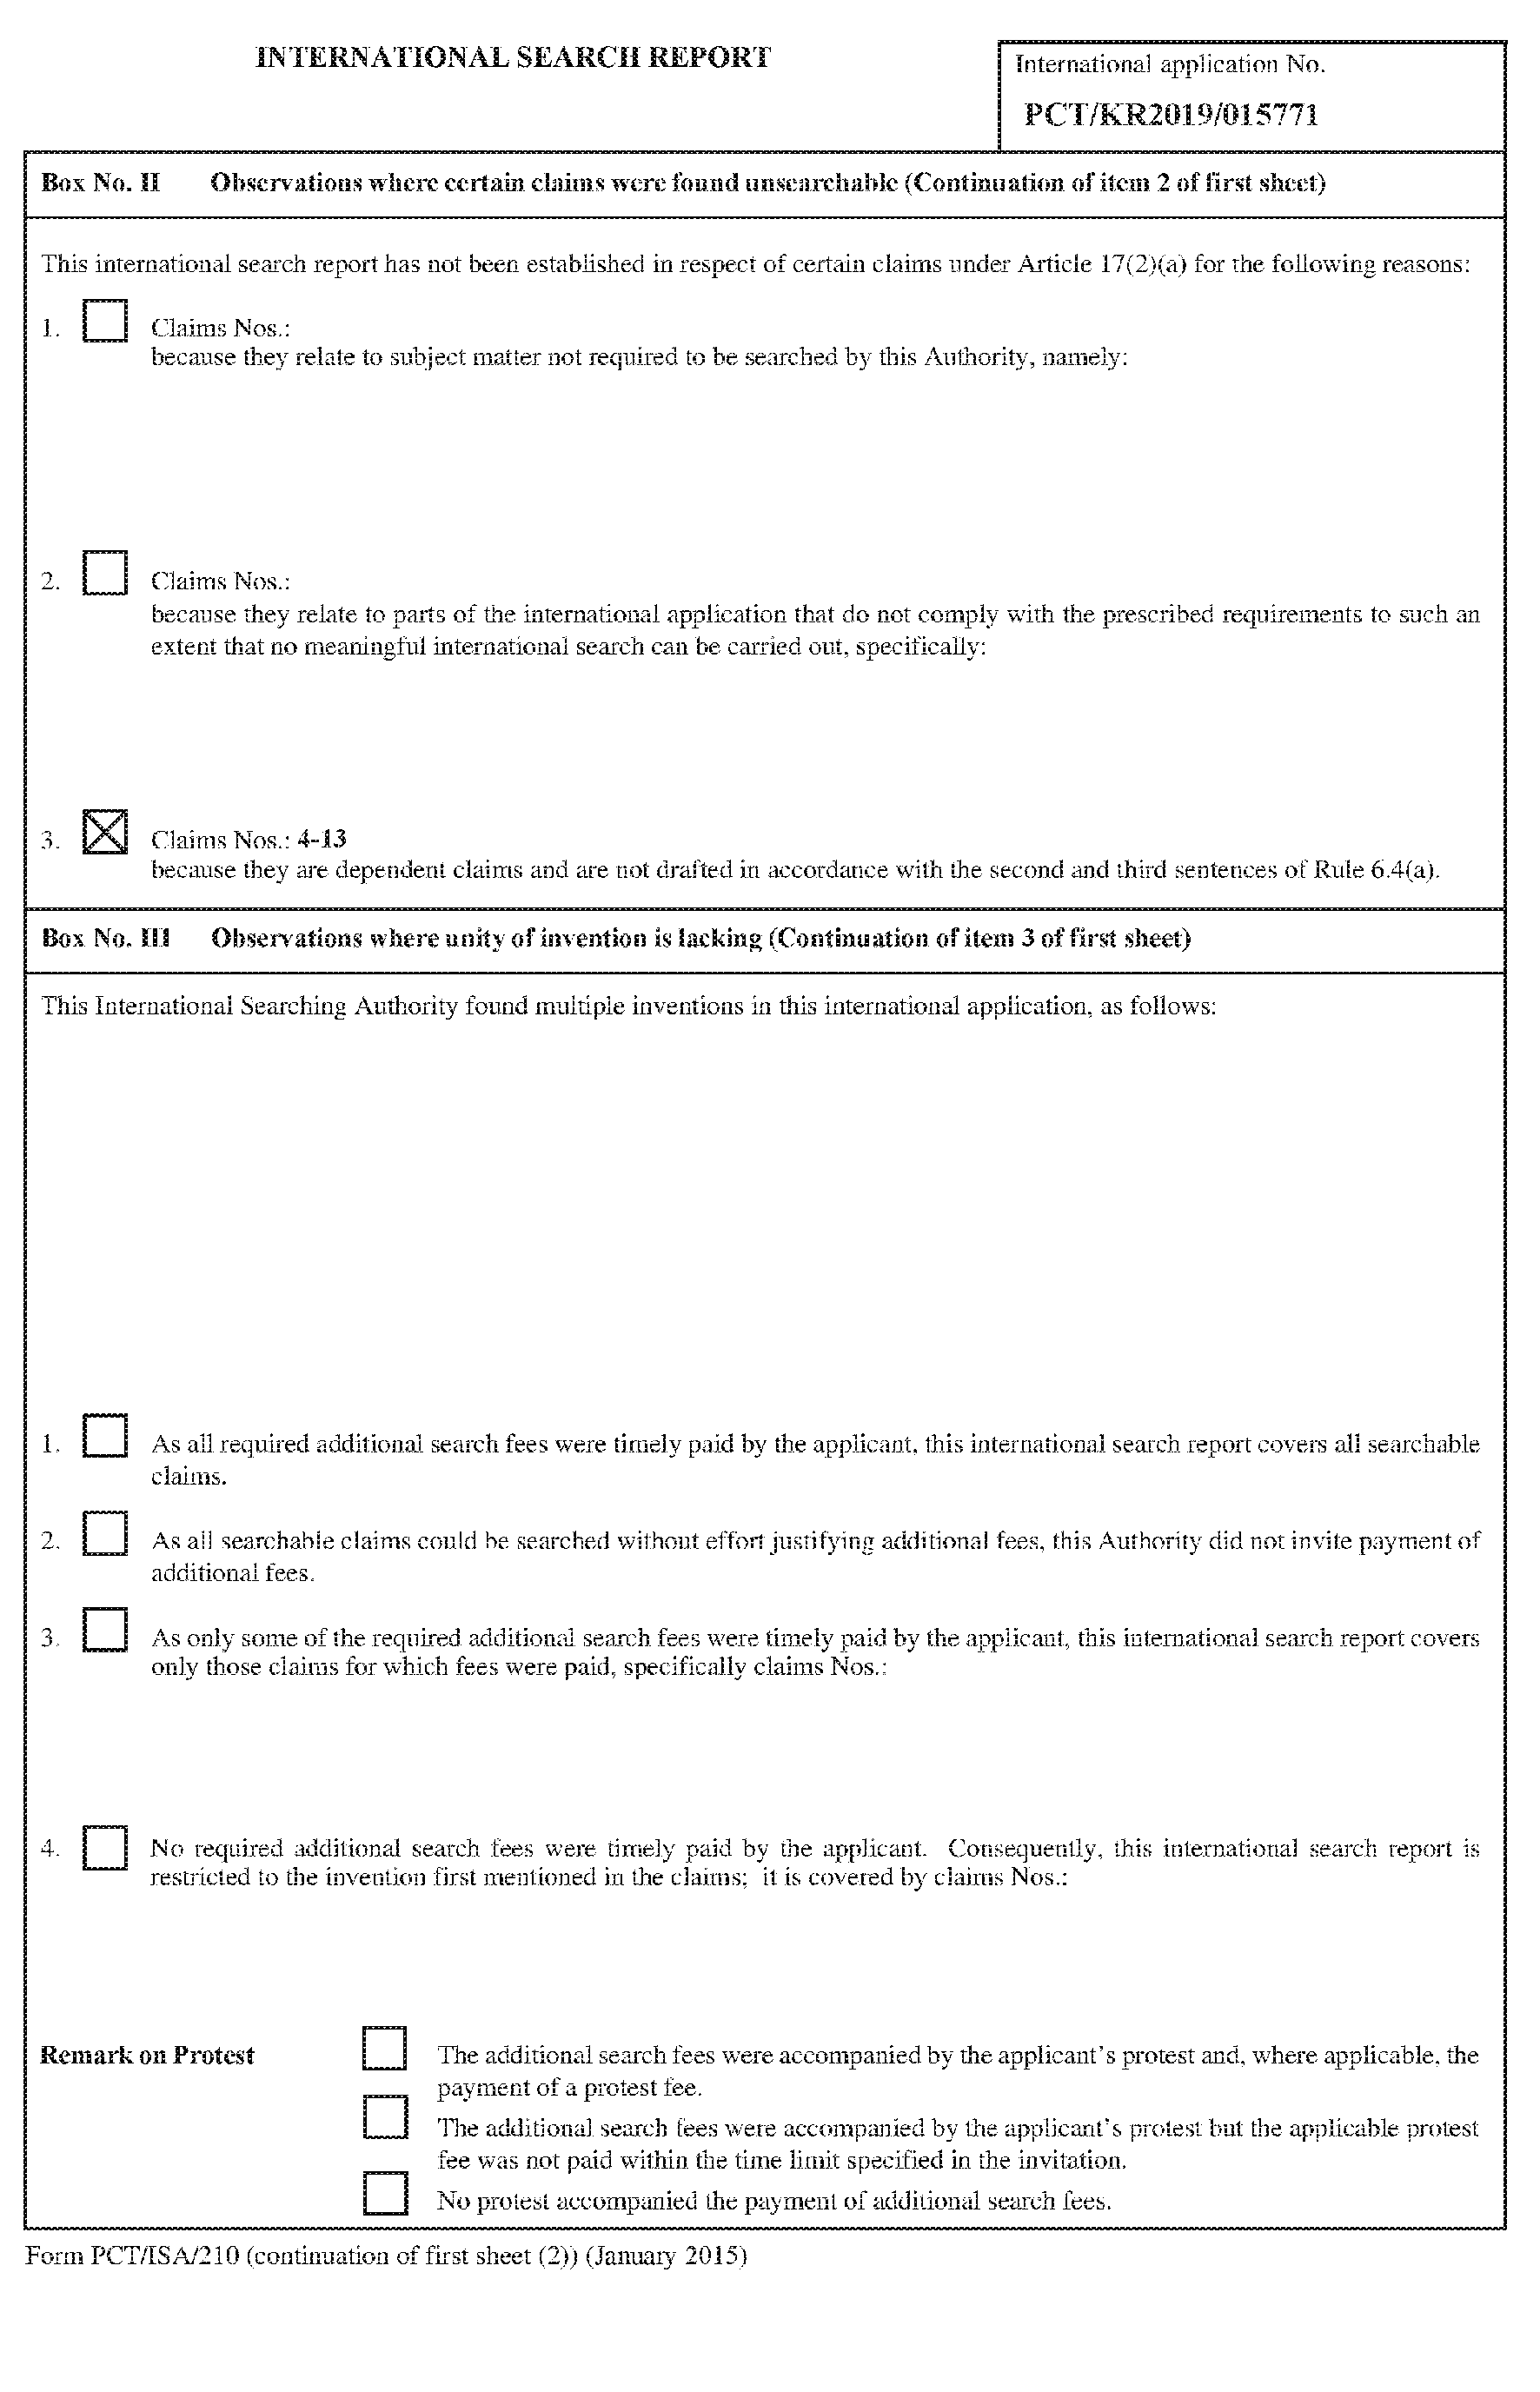 INTERNATIONAL SEARCH REPORT
International application No.
PCT/KR2019/015771
Box No. II Observations where certain claims were found unsearchable (Continuation of item 2 of first sheet)
This international search report has not been established in respect of certain claims under Article 17(2)(a) for the following reasons:
1. Claims Nos.:
because they relate to subject matter not required to be searched by this Authority, namely:
2. Claims Nos.:
because they relate to parts of the international application that do not comply with the prescribed requirements to such an
extent that no meaningful international search can be carried out, specifically:
3. Claims Nos.: 4-13
because they are dependent claims and are not drafted in accordance with the second and third sentences of Rule 6.4(a).
Box No. III Observations where unity of invention is lacking (Continuation of item 3 of first sheet)
This International Searching Authority found multiple inventions in this international application, as follows:
1. As all required additional search fees were timely paid by the applicant, this international search report covers all searchable
claims.
2. As all searchable claims could be searched without effort justifying additional fees, this Authority did not invite payment of
additional fees.
3. As only some of the required additional search fees were timely paid by the applicant, this international search report covers
only those claims for which fees were paid, specifically claims Nos.:
4. No required additional search fees were timely paid by the applicant. Consequently, this international search report is
restricted to the invention first mentioned in the claims; it is covered by claims Nos.:
Remark on Protest The additional search fees were accompanied by the applicant's protest and, where applicable, the
payment of a protest fee.
The additional search fees were accompanied by the applicant's protest but the applicable protest
fee was not paid within the time limit specified in the invitation.
No protest accompanied the payment of additional search fees.
Form PCT/ISA/210 (continuation of first sheet (2)) (January 2015)